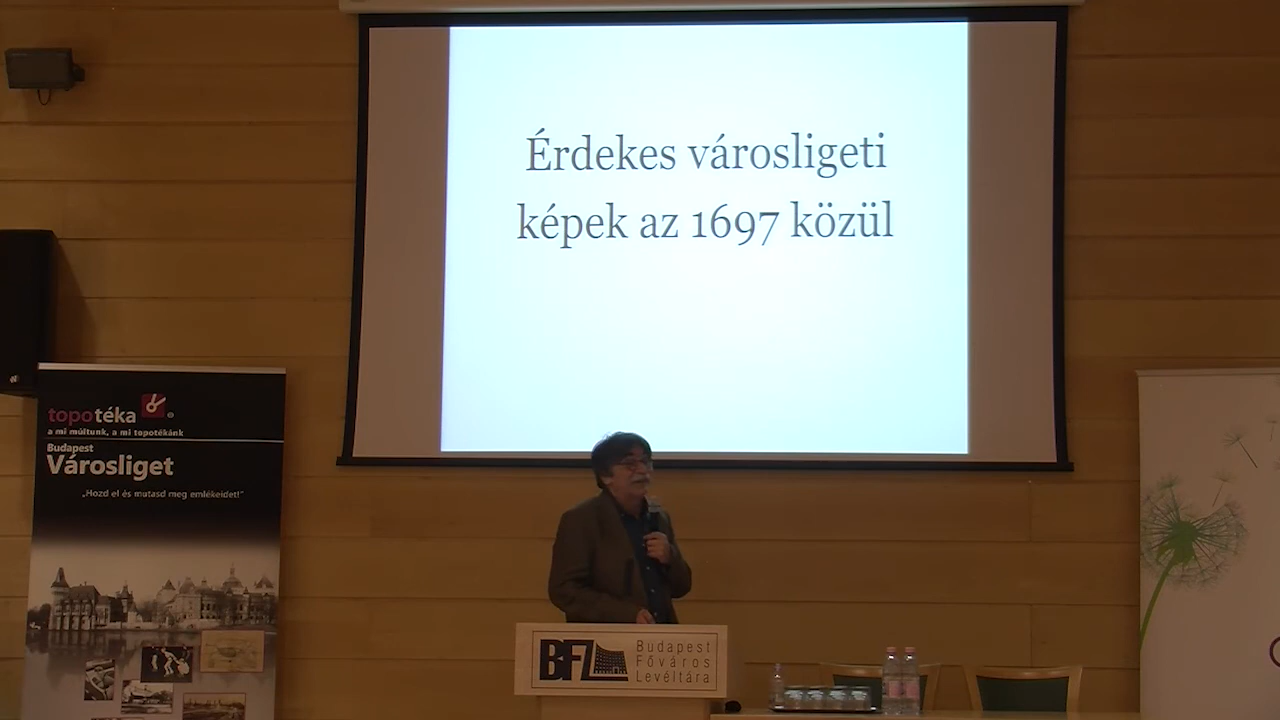 Érdekes városligeti
képek az 1697 közül
topotéka
a mi múltunk, a mi topotékánk
Budapest
Városliget
„Hozd el és mutasd meg emlékeidet!”
BFL
Budapest
Főváros
Levéltára